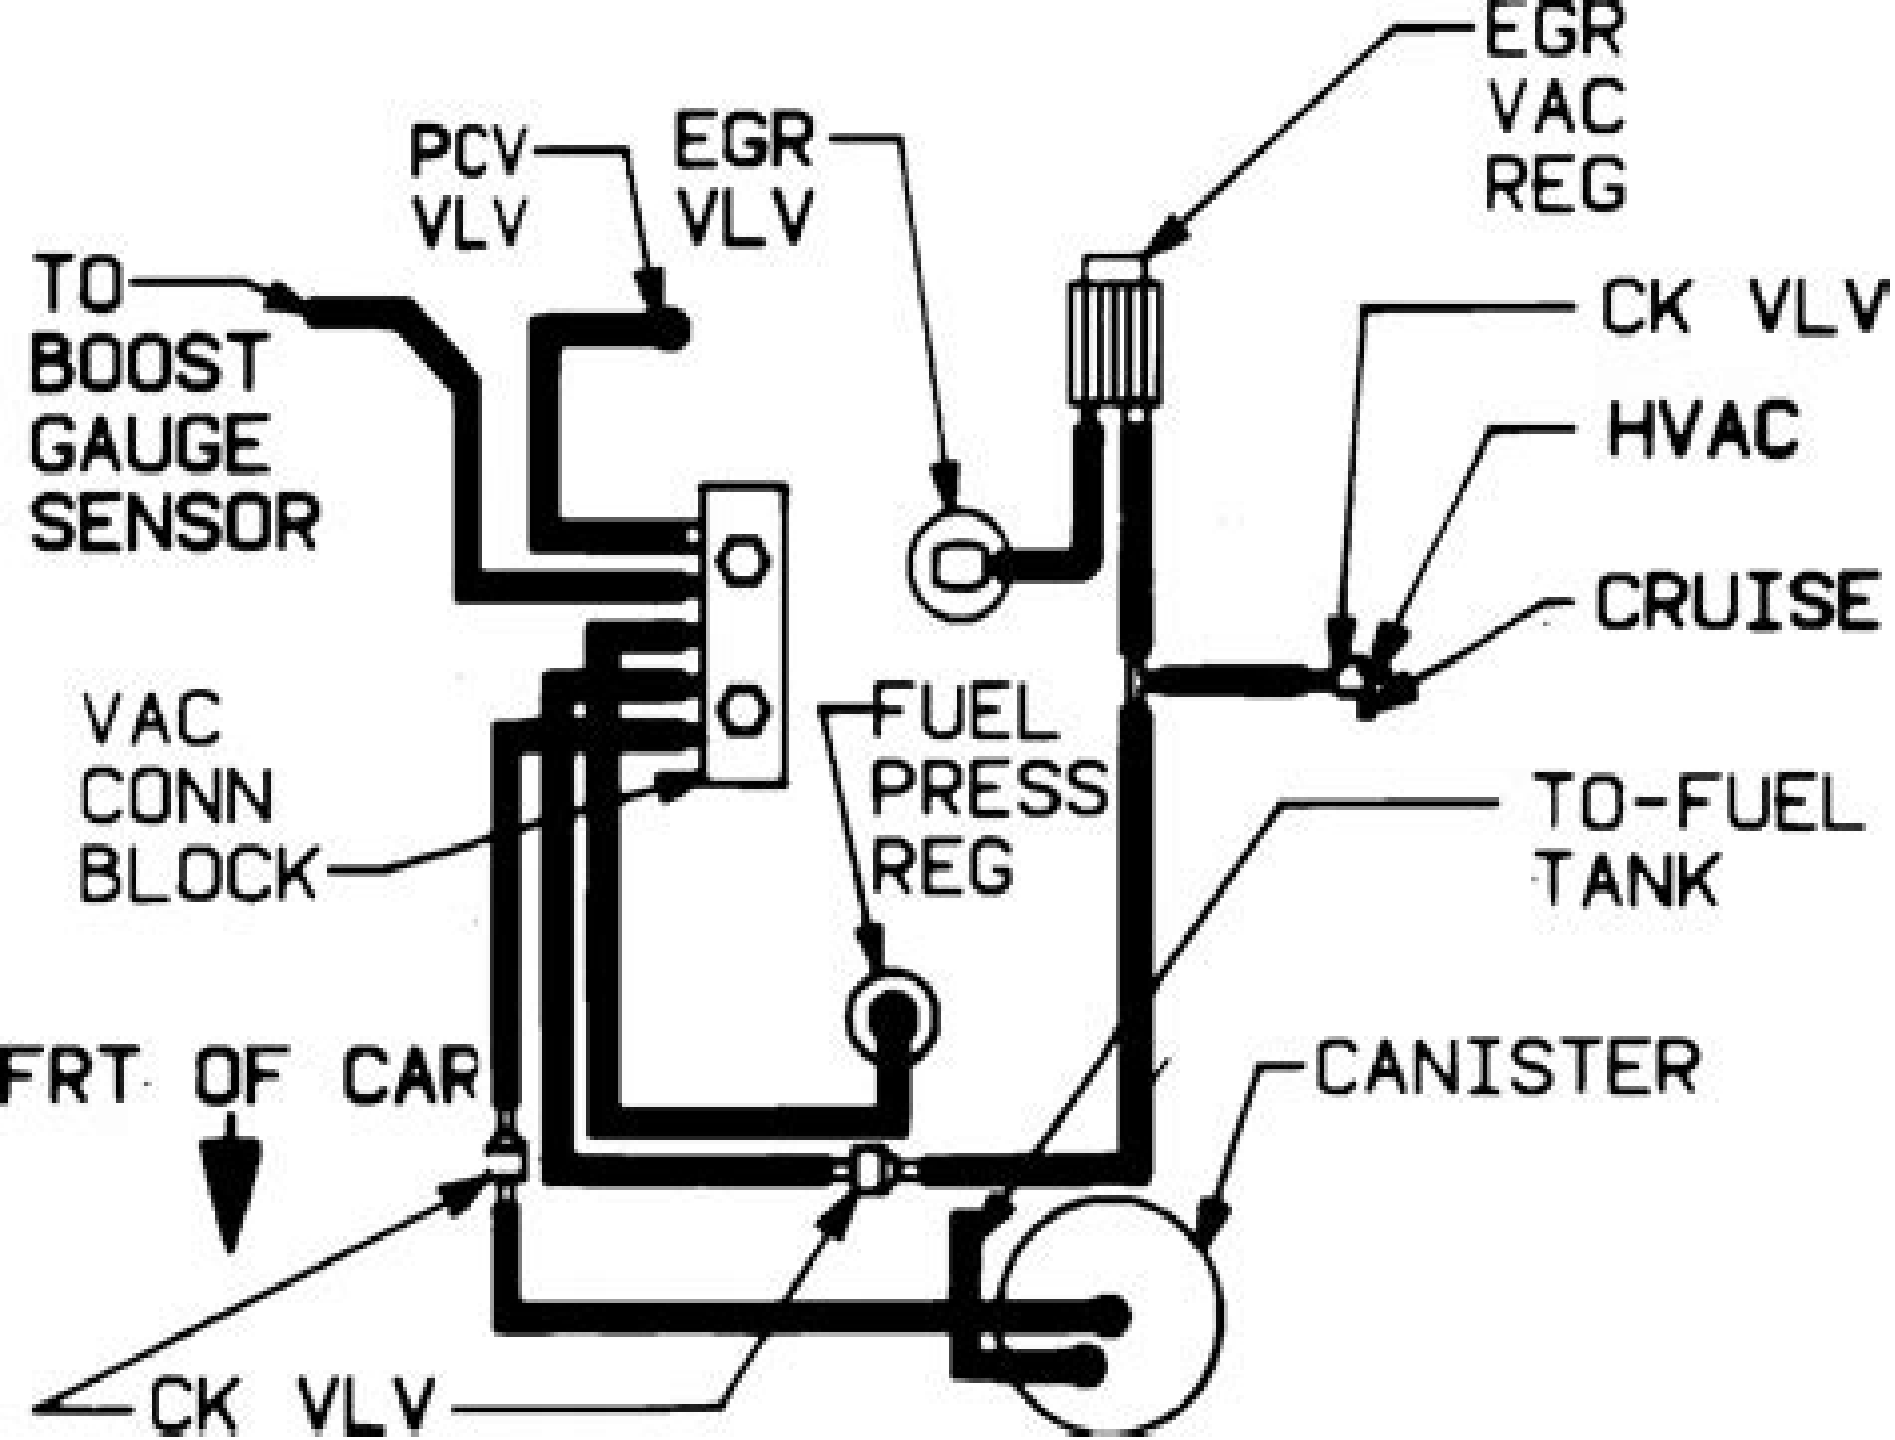 EGR
VAC
REG
PCV
VLV
EGR
VLV
TO
BOOST
GAUGE
SENSOR
CK VLV
HVAC
CRUISE
VAC
CONN
BLOCK
FUEL
PRESS
REG
TO-FUEL
TANK
FRT OF CAR
CANISTER
CK VLV